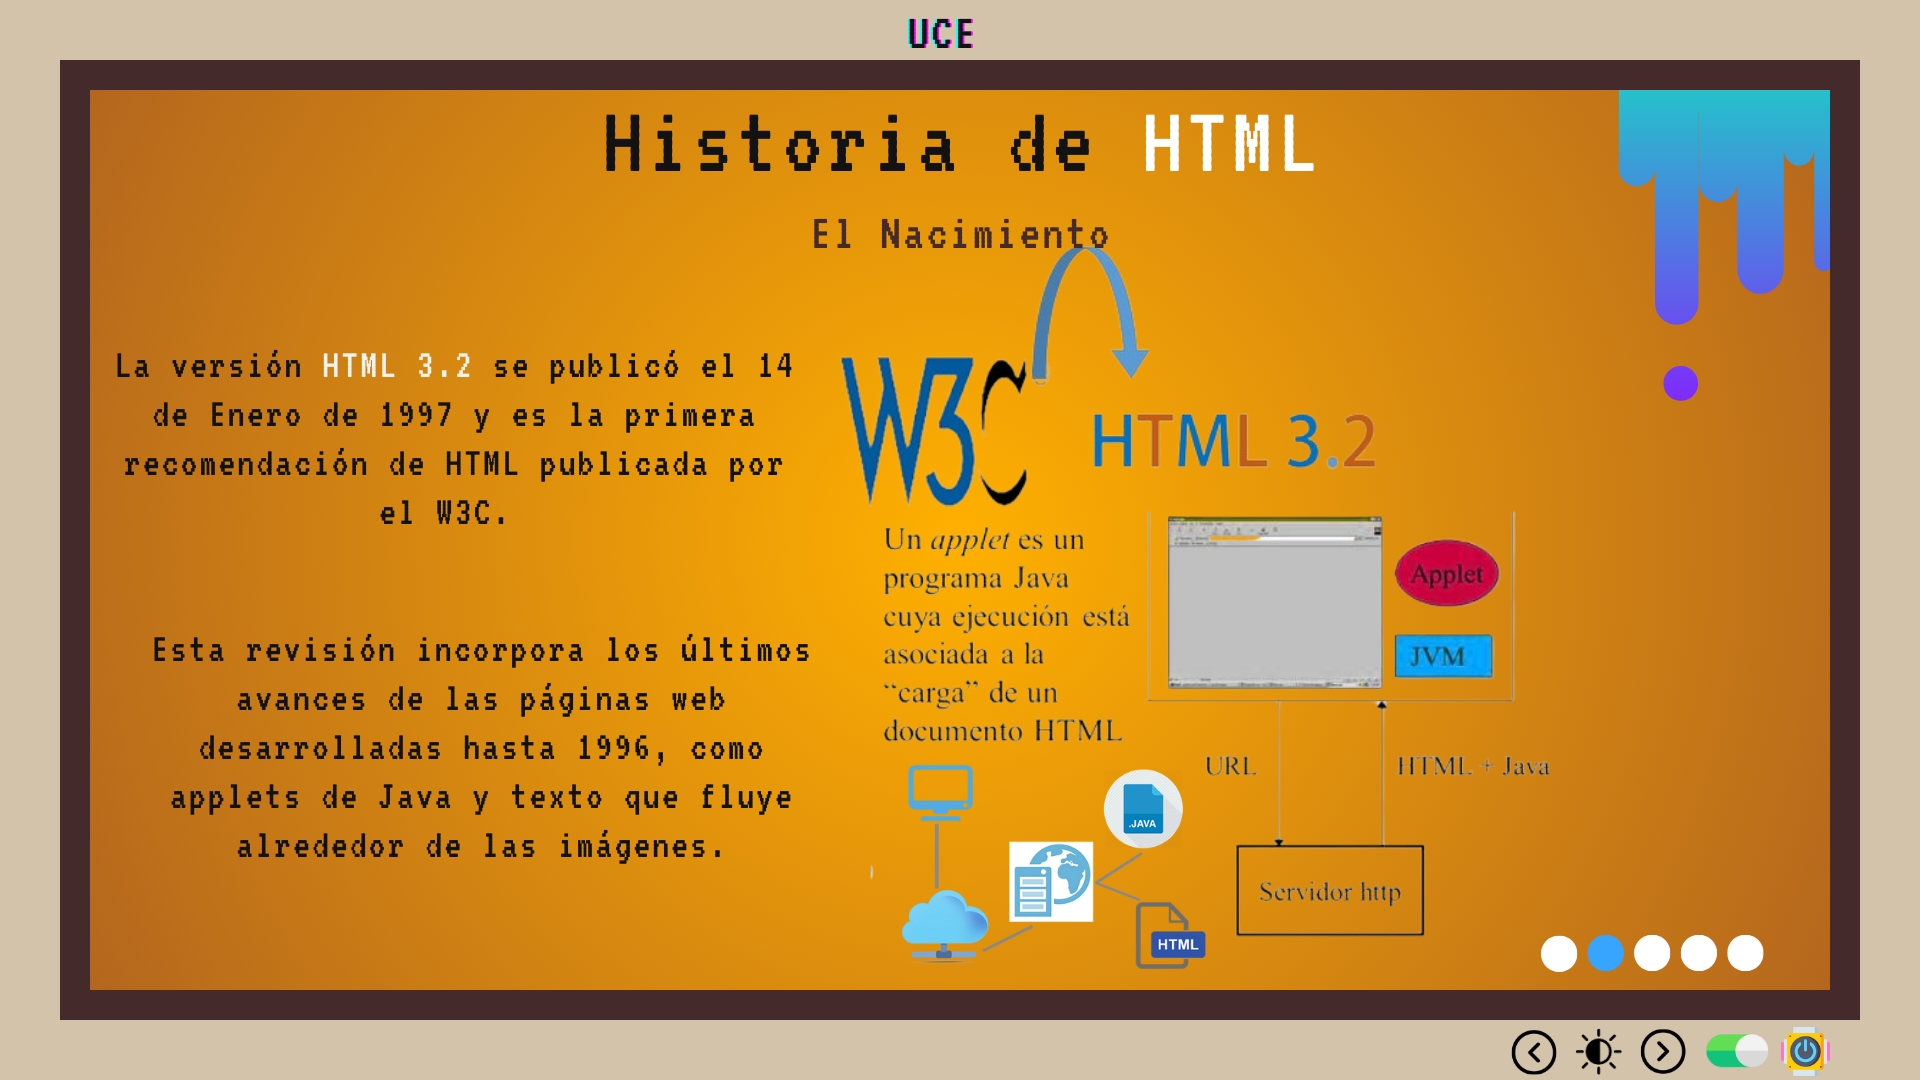 UCE
Historia de HTML
El Nacimiento
La versión HTML 3.2 se publicó el 14
de Enero de 1997 y es la primera
recomendación de HTML publicada por
el W3C.
Esta revisión incorpora los últimos
avances de las páginas web
desarrolladas hasta 1996, como
applets de Java y texto que fluye
alrededor de las imágenes.
W3C
HTML 3.2
Un applet es un
programa Java
cuya ejecución está
asociada a la
“carga” de un
documento HTML
Applet
JVM
URL
HTML + Java
Servidor http
.JAVA
HTML